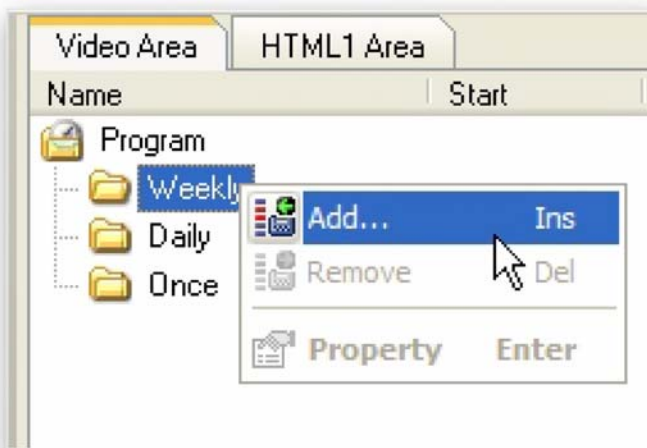 Video Area HTML1 Area
Name Start
Program
Weekly
Add... Ins
Daily
Remove Del
Once
Property Enter